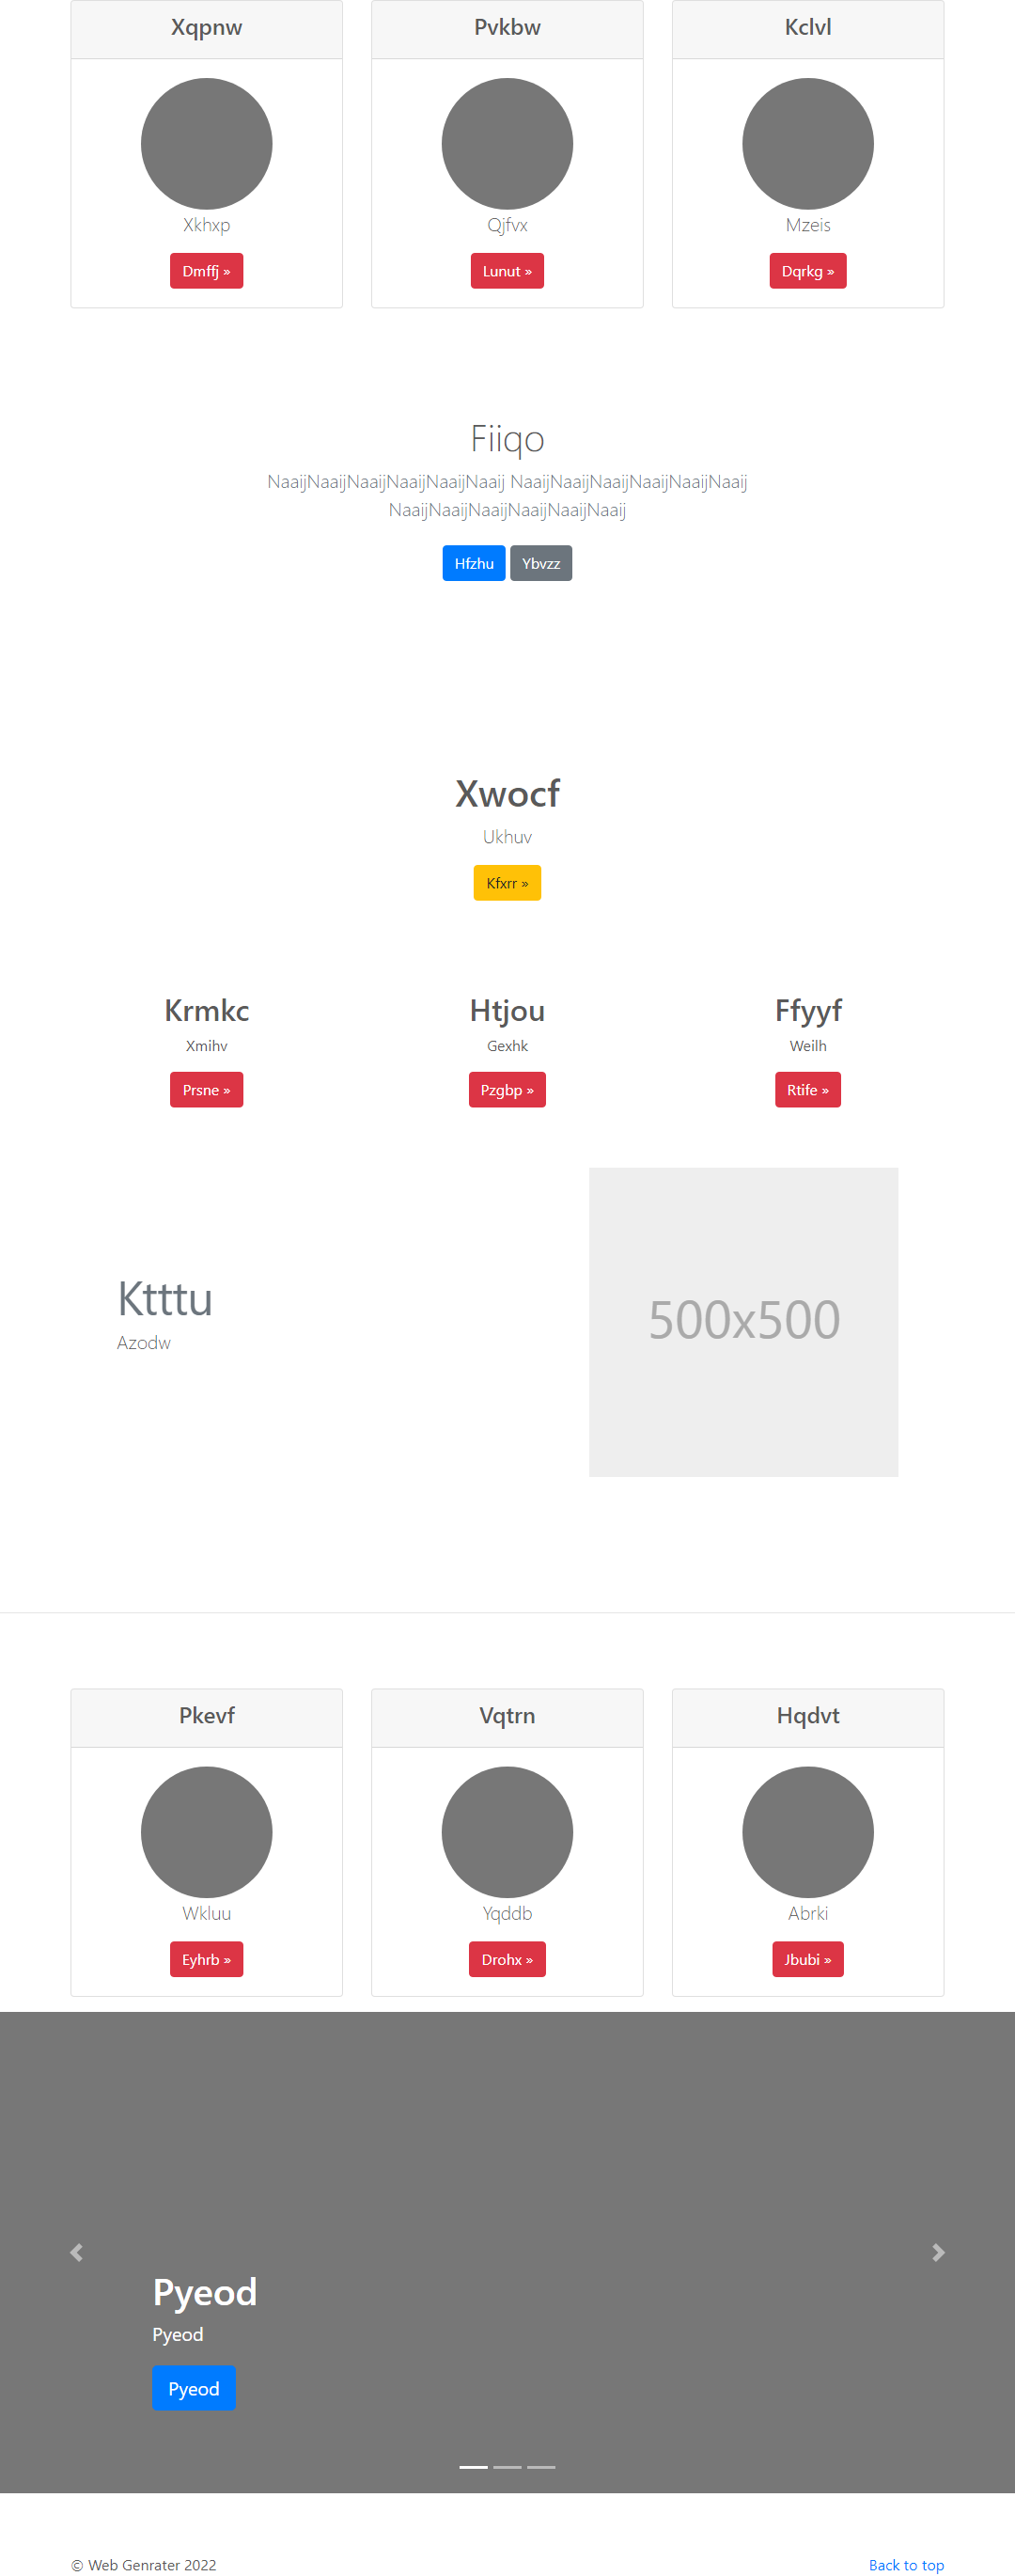 Xqpnw
Pvkbw
Kclvl
Xkhxp
Qjfvx
Mzeis
Dmffj »
Lunut »
Dqrkg »
Fiiqo
NaaijNaaijNaaijNaaijNaaijNaaij NaaijNaaijNaaijNaaijNaaijNaaij
NaaijNaaijNaaijNaaijNaaijNaaij
Hfzhu
Ybvzz
Xwocf
Ukhuv
Kfxrr »
Krmkc
Htjou
Ffyyf
Xmihv
Gexhk
Weilh
Prsne »
Pzgbp »
Rtife »
Ktttu
Azodw
500x500
Pkevf
Vqtrn
Hqdvt
Wkluu
Yqddb
Abrki
Eyhrb »
Drohx »
Jbubi »
Pyeod
Pyeod
Pyeod
© Web Genrater 2022
Back to top